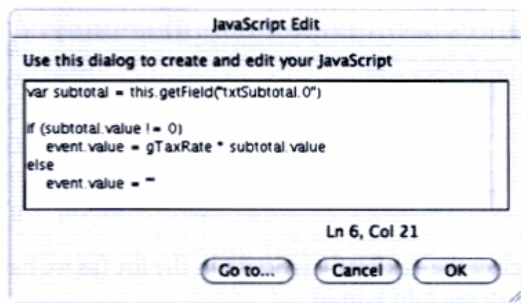 JavaScript Edit
Use this dialog to create and edit your JavaScript
var subtotal = this.getField("txtSubtotal.0")
if (subtotal.value != 0)
event.value = gTaxRate * subtotal.value
else
event.value = ""
Ln 6, Col 21
Go to...
Cancel
OK